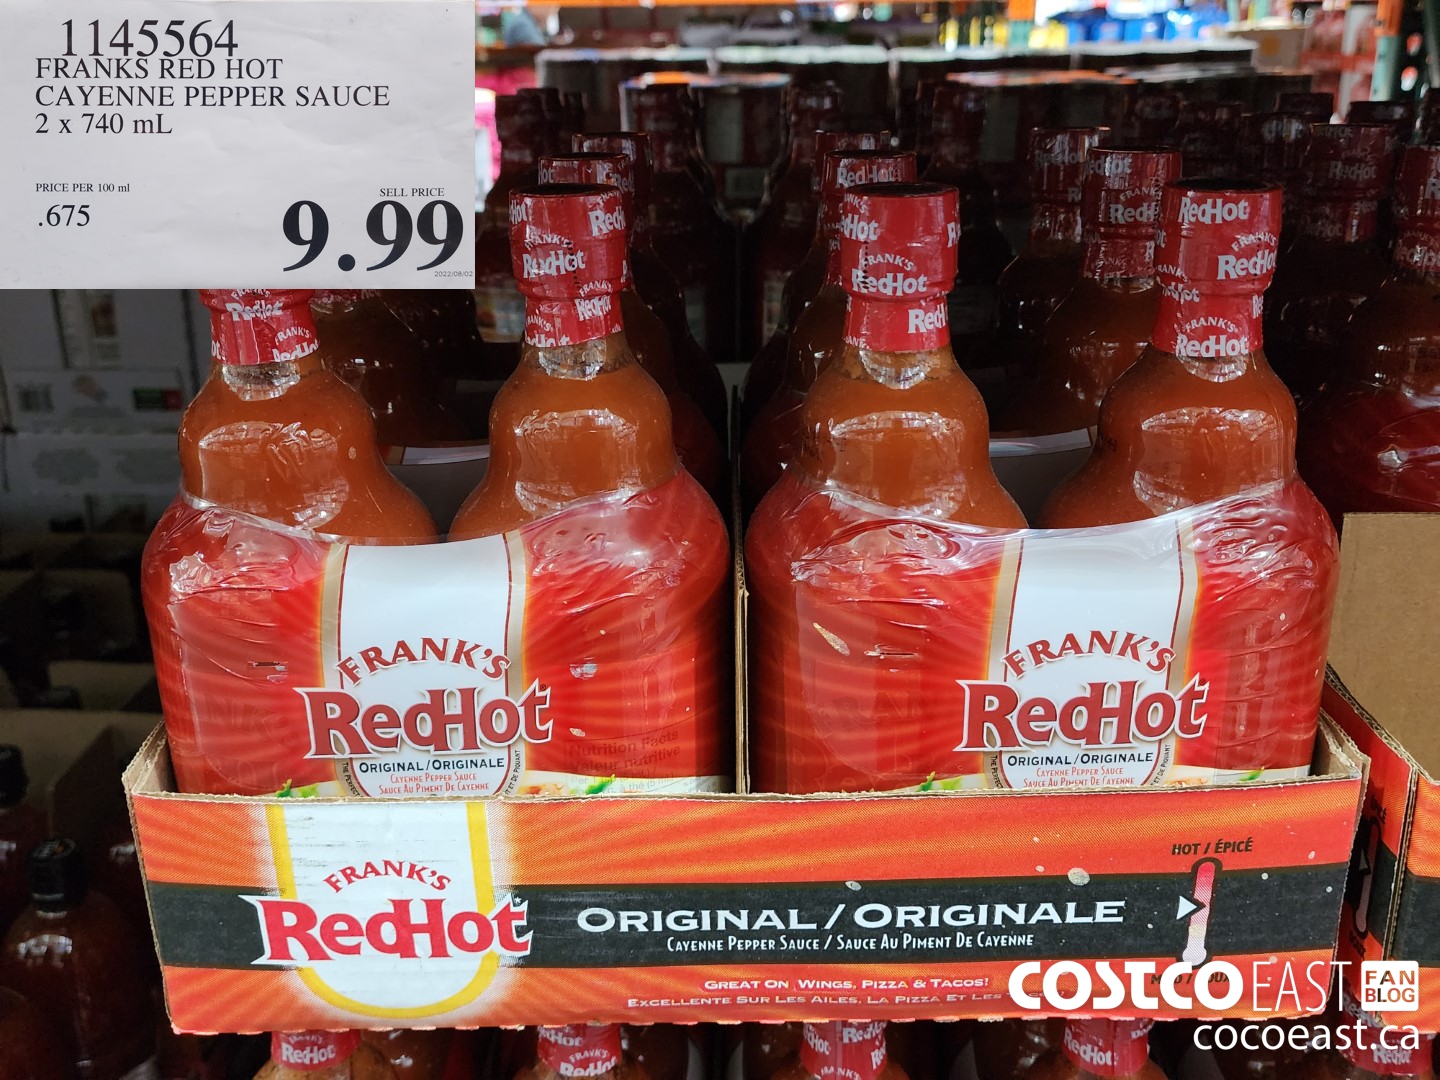 1145564
FRANKS RED HOT
CAYENNE PEPPER SAUCE
2 x 740 mL
PRICE PER 100 ml
.675
SELL PRICE
9.99
2022/08/02
FRANK'S
RedHot
ORIGINAL/ORIGINALE
CAYENNE PEPPER SAUCE
SAUCE AU PIMENT DE CAYENNE
Nutrition Facts
Valeur nutritive
FRANK'S
RedHot
ORIGINAL/ORIGINALE
CAYENNE PEPPER SAUCE
SAUCE AU PIMENT DE CAYENNE
HOT / ÉPICÉ
FRANK'S
RedHot
ORIGINAL/ORIGINALE
CAYENNE PEPPER SAUCE / SAUCE AU PIMENT DE CAYENNE
GREAT ON WINGS, PIZZA & TACOS!
EXCELLENTE SUR LES AILES, LA PIZZA ET LES
COSTCO EAST FAN BLOG
cocoeast.ca